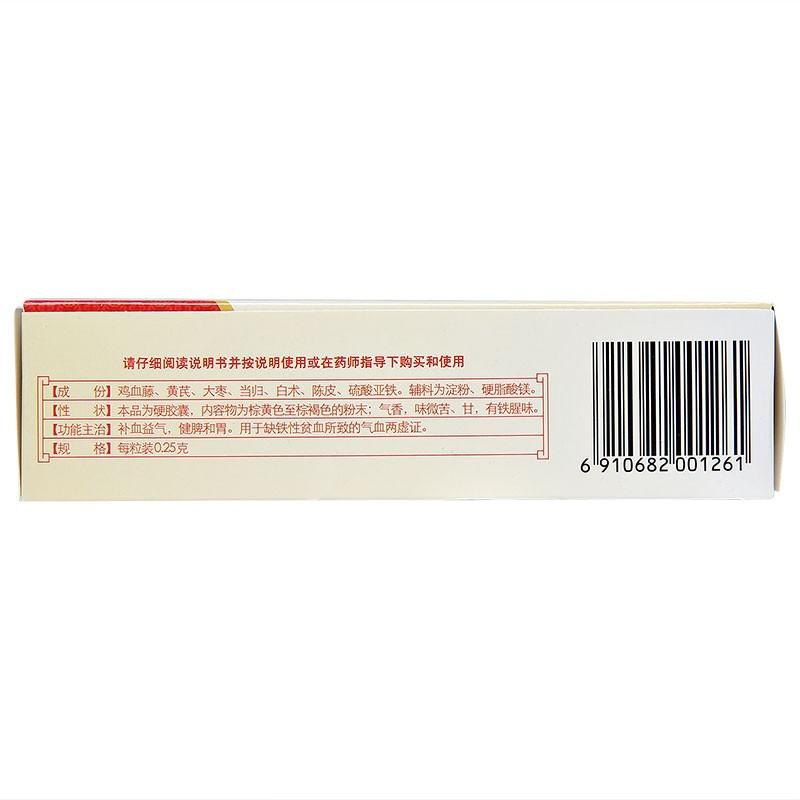 请仔细阅读说明书并按说明使用或在药师指导下购买和使用
【成　份】鸡血藤、黄芪、大枣、当归、白术、陈皮、硫酸亚铁。辅料为淀粉、硬脂酸镁。
【性　状】本品为硬胶囊，内容物为棕黄色至棕褐色的粉末；气香，味微苦、甘，有铁腥味。
【功能主治】补血益气，健脾和胃。用于缺铁性贫血所致的气血两虚证。
【规　格】每粒装0.25克
6 910682 001261